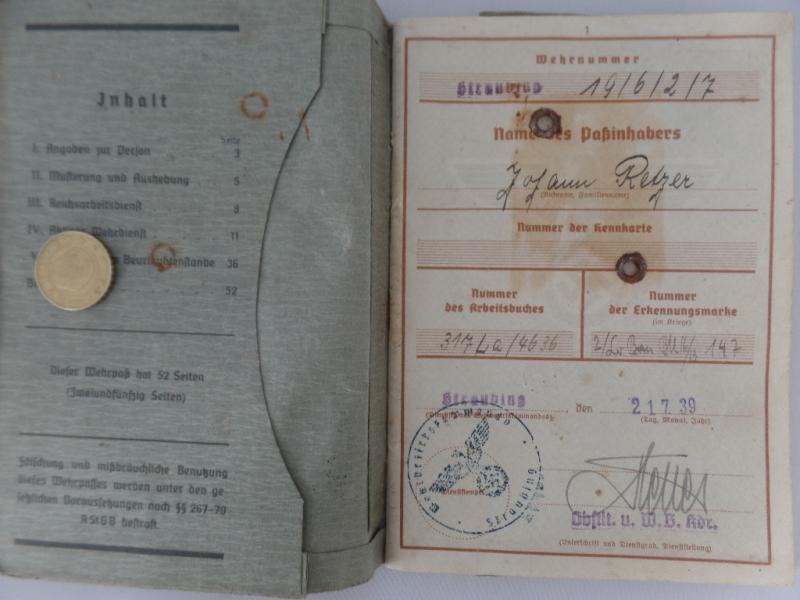 Inhalt
Seite
I. Angaben zur Person 3
II. Musterung und Aushebung 5
III. Reichsarbeitsdienst 8
IV. Wehrdienst 11
Beurlaubtenstande 36
52
Dieser Wehrpaß hat 52 Seiten
(Zweiundfünfzig Seiten)
Fälschung und mißbräuchliche Benutzung
dieses Wehrpasses werden unter den ge-
setzlichen Voraussetzungen nach §§ 267-70
RStGB bestraft.
1
Wehrnummer
Straubing 19/6/2/7
Name des Paßinhabers
Johann Retzer
(Rufname, Familienname)
Nummer der Kennkarte
Nummer
des Arbeitsbuches
317 La/4636
Nummer
der Erkennungsmarke
(im Kriege)
147
Straubing, den 21 7. 39
(Tag, Monat, Jahr)
Straubing
(Dienststempel)
Obstlt. u. W. B. Kdr.
(Unterschrift und Dienstgrad, Dienststellung)